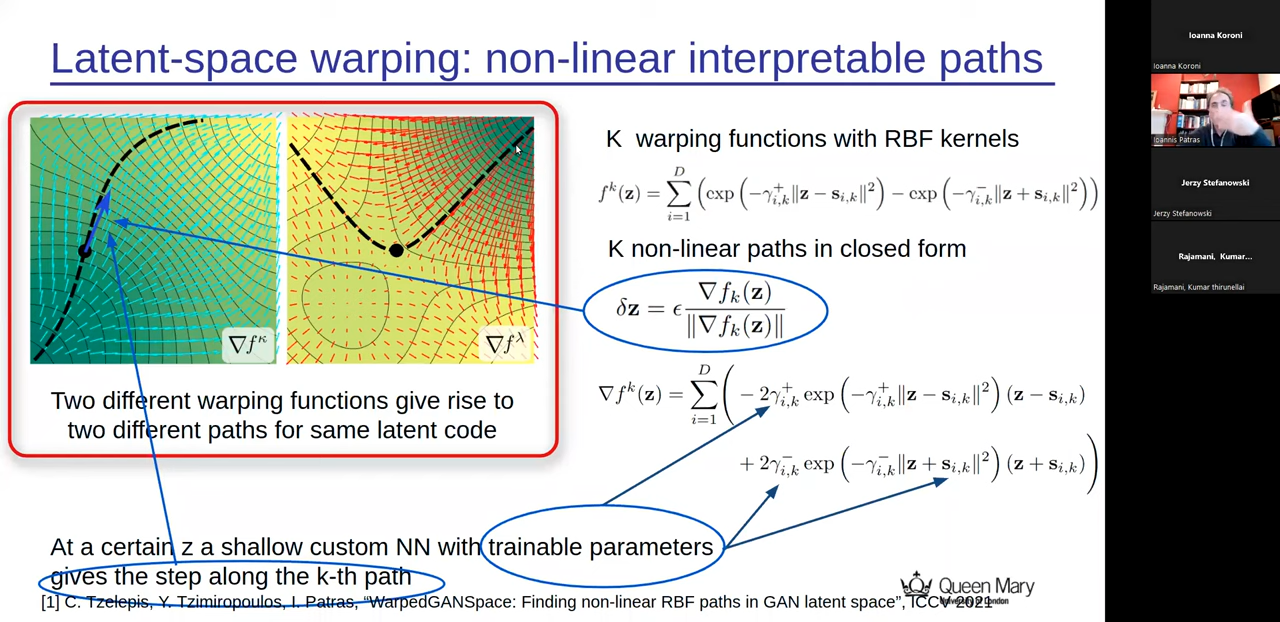 Latent-space warping: non-linear interpretable paths
∇f^κ
∇f^λ
Two different warping functions give rise to
two different paths for same latent code
K warping functions with RBF kernels
f^k(z) = ∑_{i=1}^{D} (exp(−γ^+_{i,k}‖z − s_{i,k}‖^2) − exp(−γ^−_{i,k}‖z + s_{i,k}‖^2))
K non-linear paths in closed form
δz = ϵ ∇f_k(z) / ‖∇f_k(z)‖
∇f^k(z) = ∑_{i=1}^{D} ( − 2γ^+_{i,k} exp(−γ^+_{i,k}‖z − s_{i,k}‖^2) (z − s_{i,k})
+ 2γ^−_{i,k} exp(−γ^−_{i,k}‖z + s_{i,k}‖^2) (z + s_{i,k}) )
At a certain z a shallow custom NN with trainable parameters
gives the step along the k-th path
[1] C. Tzelepis, Y. Tzimiropoulos, I. Patras, “WarpedGANSpace: Finding non-linear RBF paths in GAN latent space”, ICCV 2021
Queen Mary
University of London
Ioanna Koroni
Ioanna Koroni
Ioannis Patras
Jerzy Stefanowski
Jerzy Stefanowski
Rajamani, Kumar...
Rajamani, Kumar thirunellai